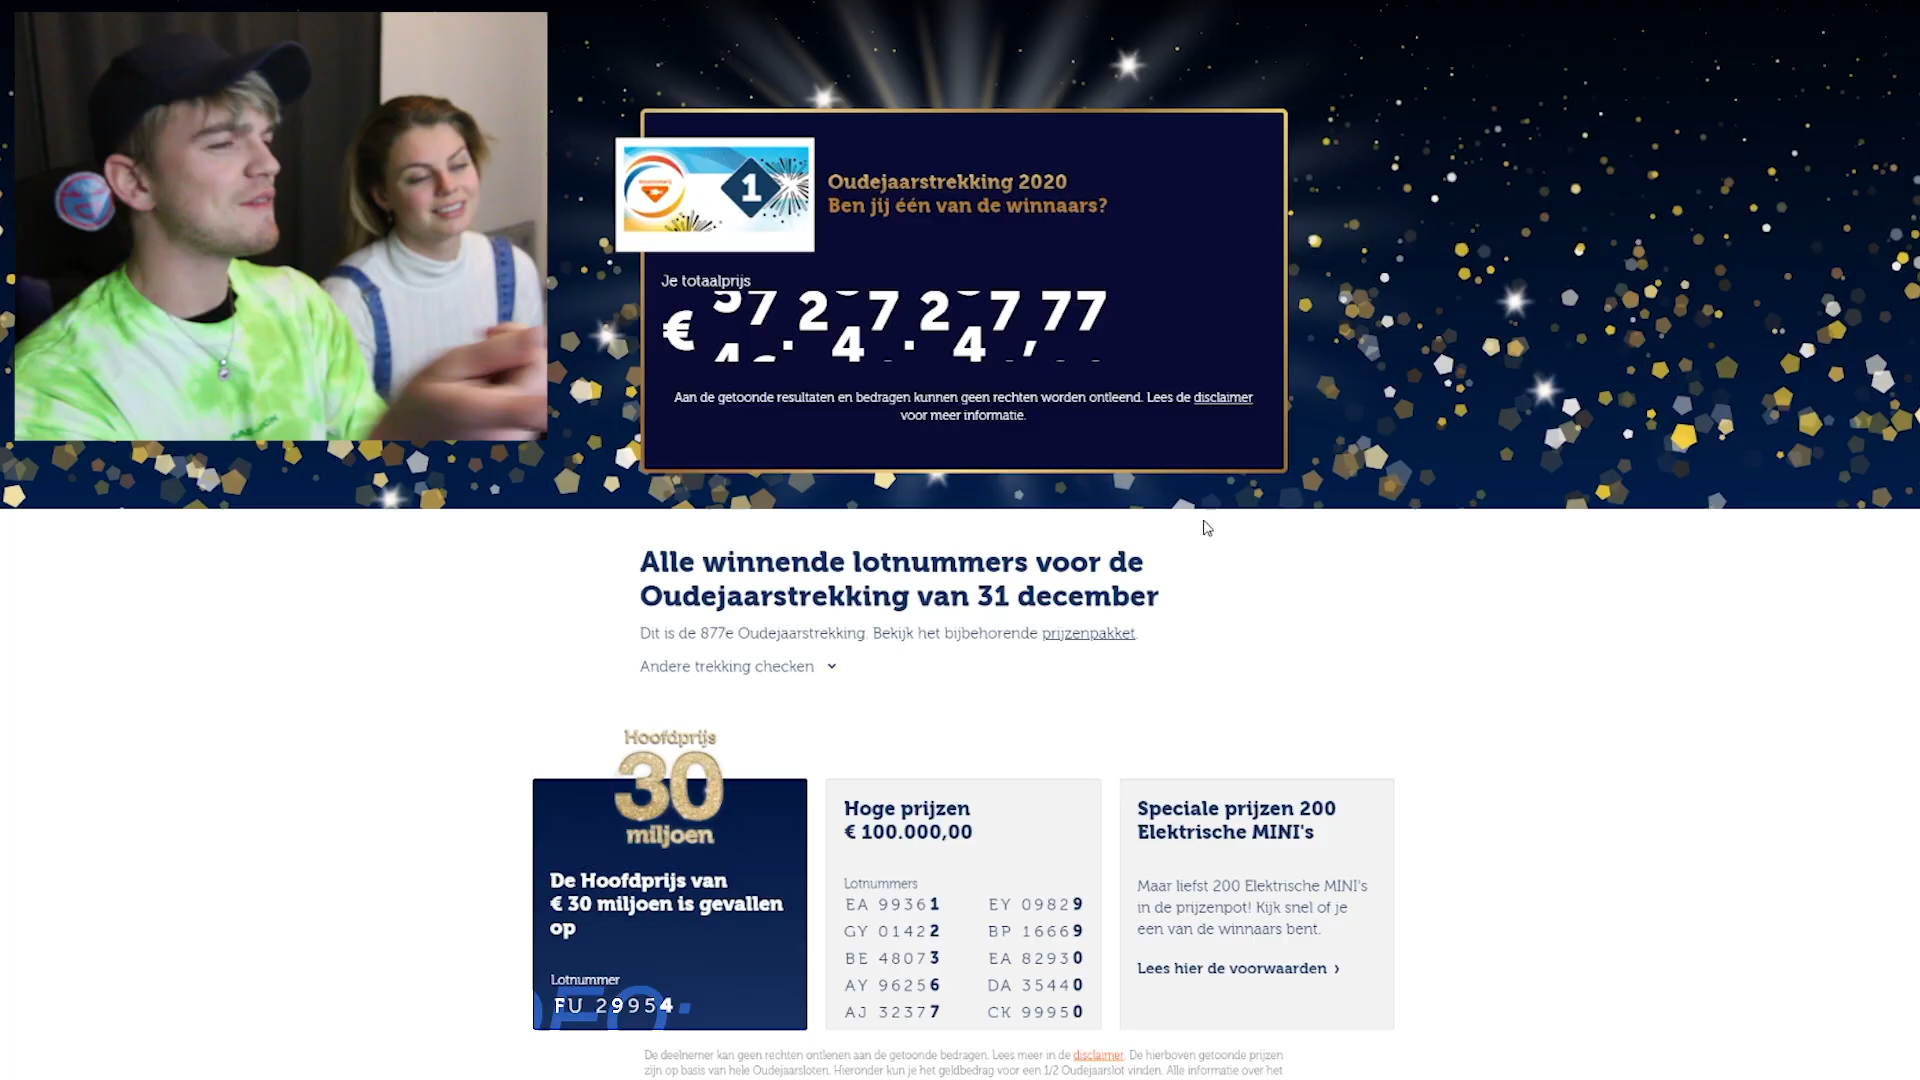 1
Oudejaarstrekking 2020
Ben jij één van de winnaars?
Je totaalprijs
€
Aan de getoonde resultaten en bedragen kunnen geen rechten worden ontleend. Lees de disclaimer
voor meer informatie.
Alle winnende lotnummers voor de
Oudejaarstrekking van 31 december
Dit is de 877e Oudejaarstrekking. Bekijk het bijbehorende prijzenpakket.
Andere trekking checken
Hoofdprijs
30
miljoen
De Hoofdprijs van
€ 30 miljoen is gevallen
op
Lotnummer
FU 29954
Hoge prijzen
€ 100.000,00
Lotnummers
EA 99361 EY 09829
GY 01422 BP 16669
BE 48073 EA 82930
AY 96256 DA 35440
AJ 32377 CK 99950
Speciale prijzen 200
Elektrische MINI's
Maar liefst 200 Elektrische MINI's
in de prijzenpot! Kijk snel of je
een van de winnaars bent.
Lees hier de voorwaarden ›
De deelnemer kan geen rechten ontlenen aan de getoonde bedragen. Lees meer in de disclaimer. De hierboven getoonde prijzen
zijn op basis van hele Oudejaarsloten. Hieronder kun je het geldbedrag voor een 1/2 Oudejaarslot vinden. Alle informatie over het